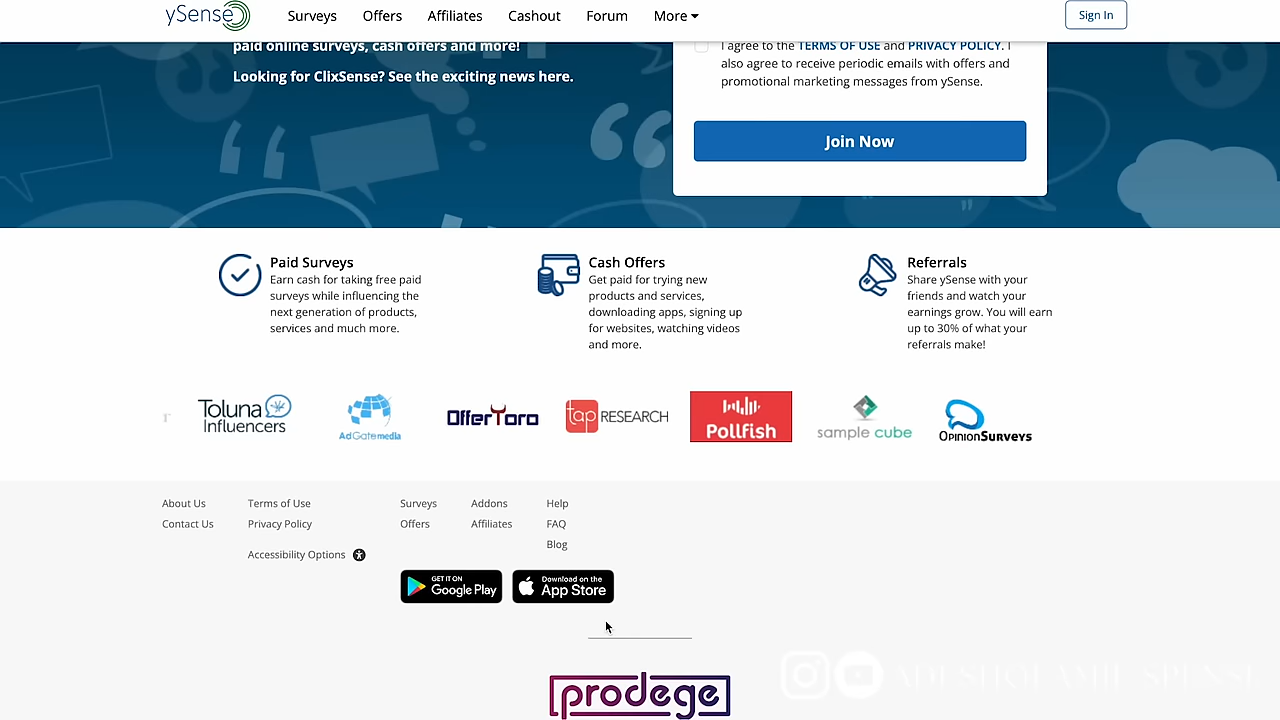 ySense
Surveys
Offers
Affiliates
Cashout
Forum
More
Sign In
paid online surveys, cash offers and more!
Looking for ClixSense? See the exciting news here.
I agree to the TERMS OF USE and PRIVACY POLICY. I
also agree to receive periodic emails with offers and
promotional marketing messages from ySense.
Join Now
Paid Surveys
Earn cash for taking free paid
surveys while influencing the
next generation of products,
services and much more.
Cash Offers
Get paid for trying new
products and services,
downloading apps, signing up
for websites, watching videos
and more.
Referrals
Share ySense with your
friends and watch your
earnings grow. You will earn
up to 30% of what your
referrals make!
Toluna
Influencers
AdGatemedia
OfferToro
tap RESEARCH
Pollfish
sample cube
OPINIONSURVEYS
About Us
Contact Us
Terms of Use
Privacy Policy
Accessibility Options
Surveys
Offers
Addons
Affiliates
Help
FAQ
Blog
GET IT ON
Google Play
Download on the
App Store
prodege